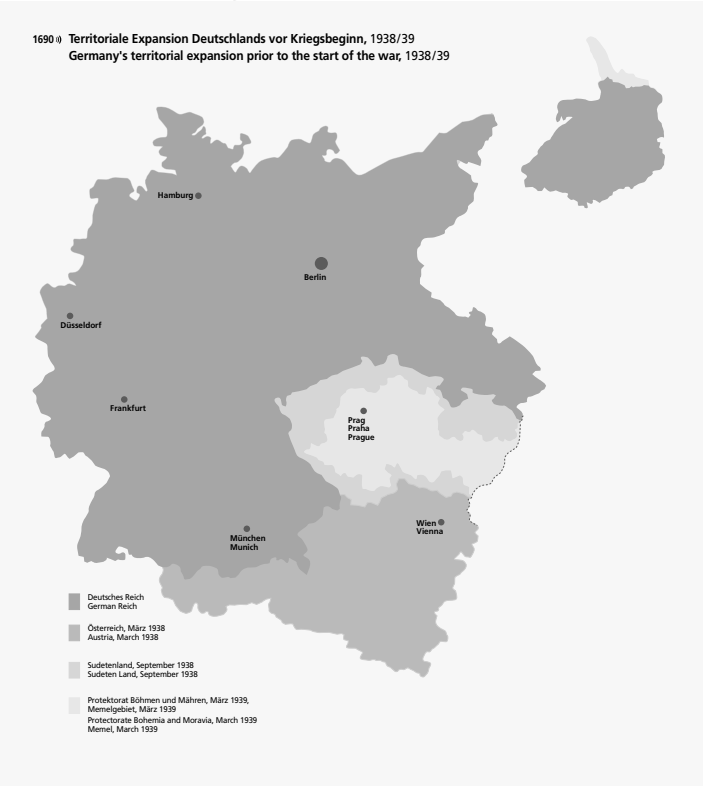 1690 Territoriale Expansion Deutschlands vor Kriegsbeginn, 1938/39
Germany's territorial expansion prior to the start of the war, 1938/39
Hamburg
Berlin
Düsseldorf
Frankfurt
Prag
Praha
Prague
Wien
Vienna
München
Munich
Deutsches Reich
German Reich
Österreich, März 1938
Austria, March 1938
Sudetenland, September 1938
Sudeten Land, September 1938
Protektorat Böhmen und Mähren, März 1939,
Memelgebiet, März 1939
Protectorate Bohemia and Moravia, March 1939
Memel, March 1939